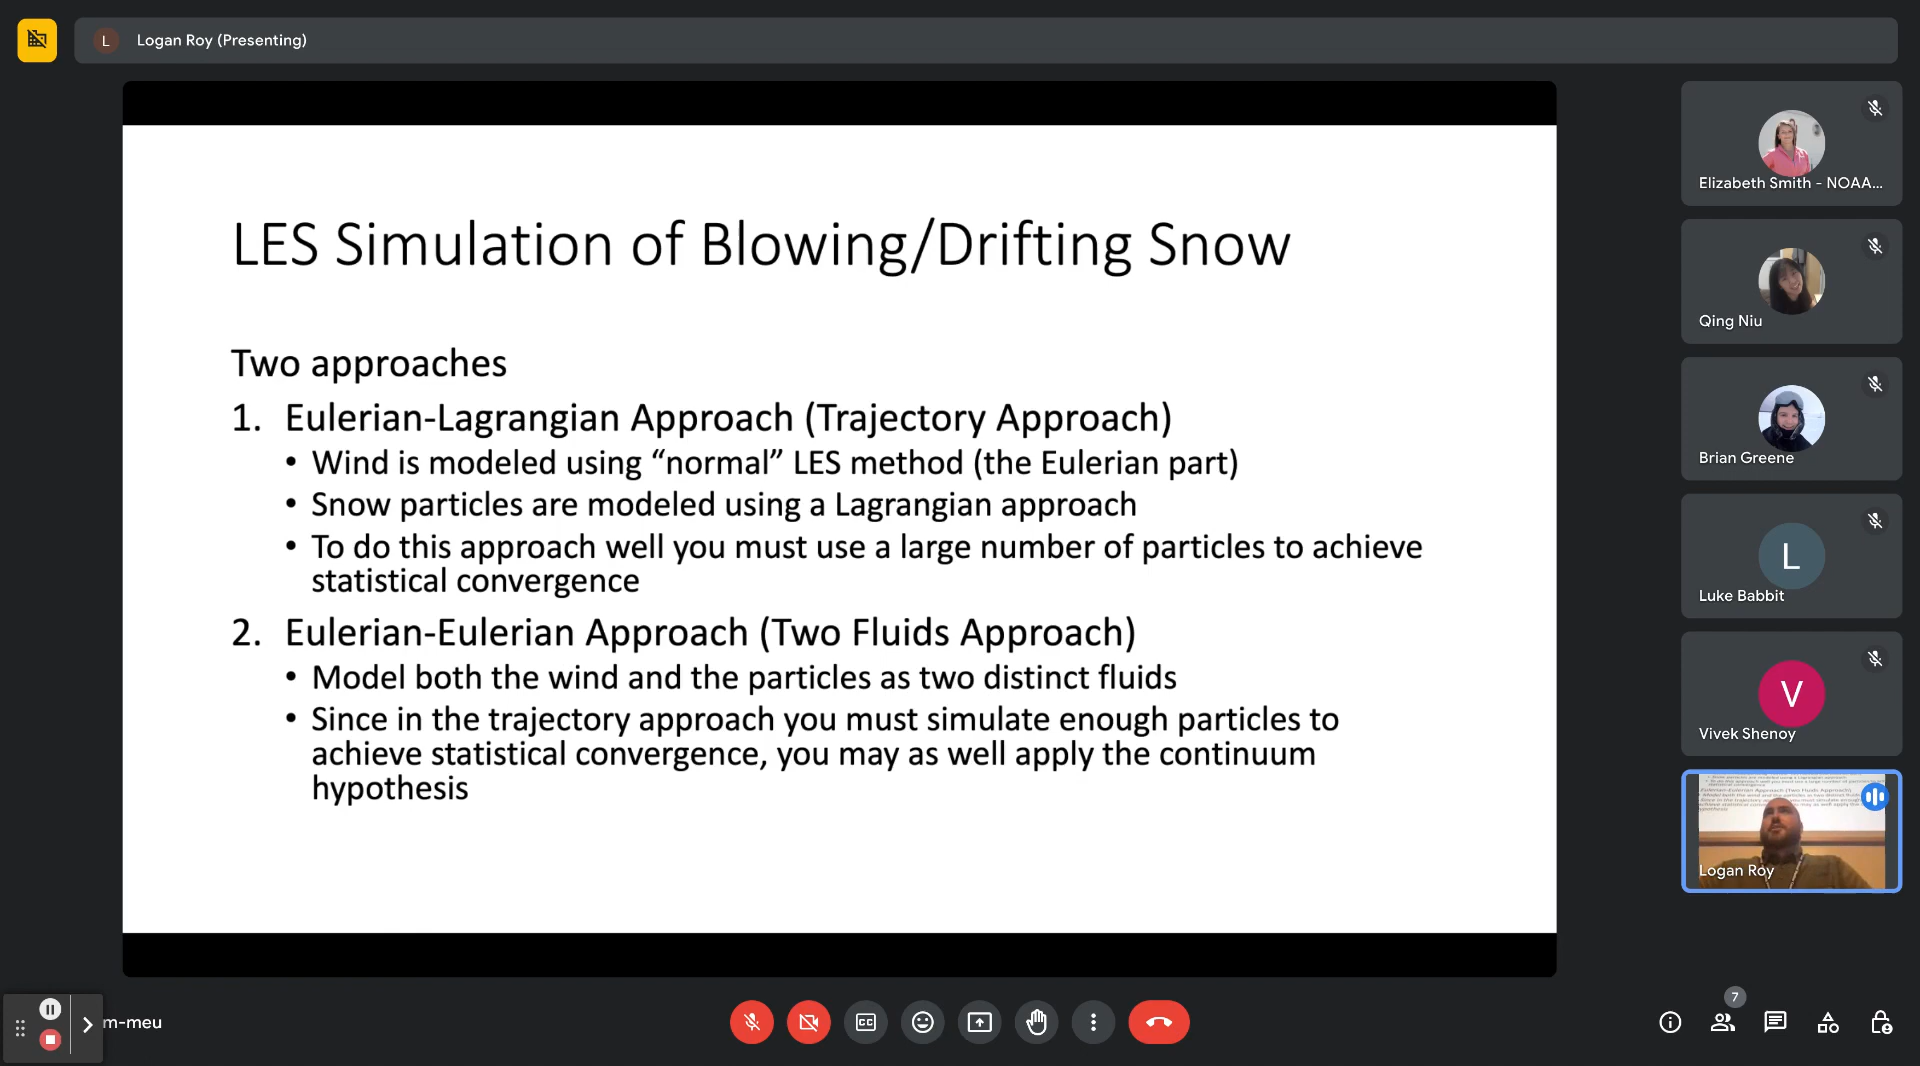 L Logan Roy (Presenting)
LES Simulation of Blowing/Drifting Snow
Two approaches
1. Eulerian-Lagrangian Approach (Trajectory Approach)
• Wind is modeled using “normal” LES method (the Eulerian part)
• Snow particles are modeled using a Lagrangian approach
• To do this approach well you must use a large number of particles to achieve
statistical convergence
2. Eulerian-Eulerian Approach (Two Fluids Approach)
• Model both the wind and the particles as two distinct fluids
• Since in the trajectory approach you must simulate enough particles to
achieve statistical convergence, you may as well apply the continuum
hypothesis
Elizabeth Smith - NOAA...
Qing Niu
Brian Greene
L
Luke Babbit
V
Vivek Shenoy
Logan Roy
m-meu
CC
7